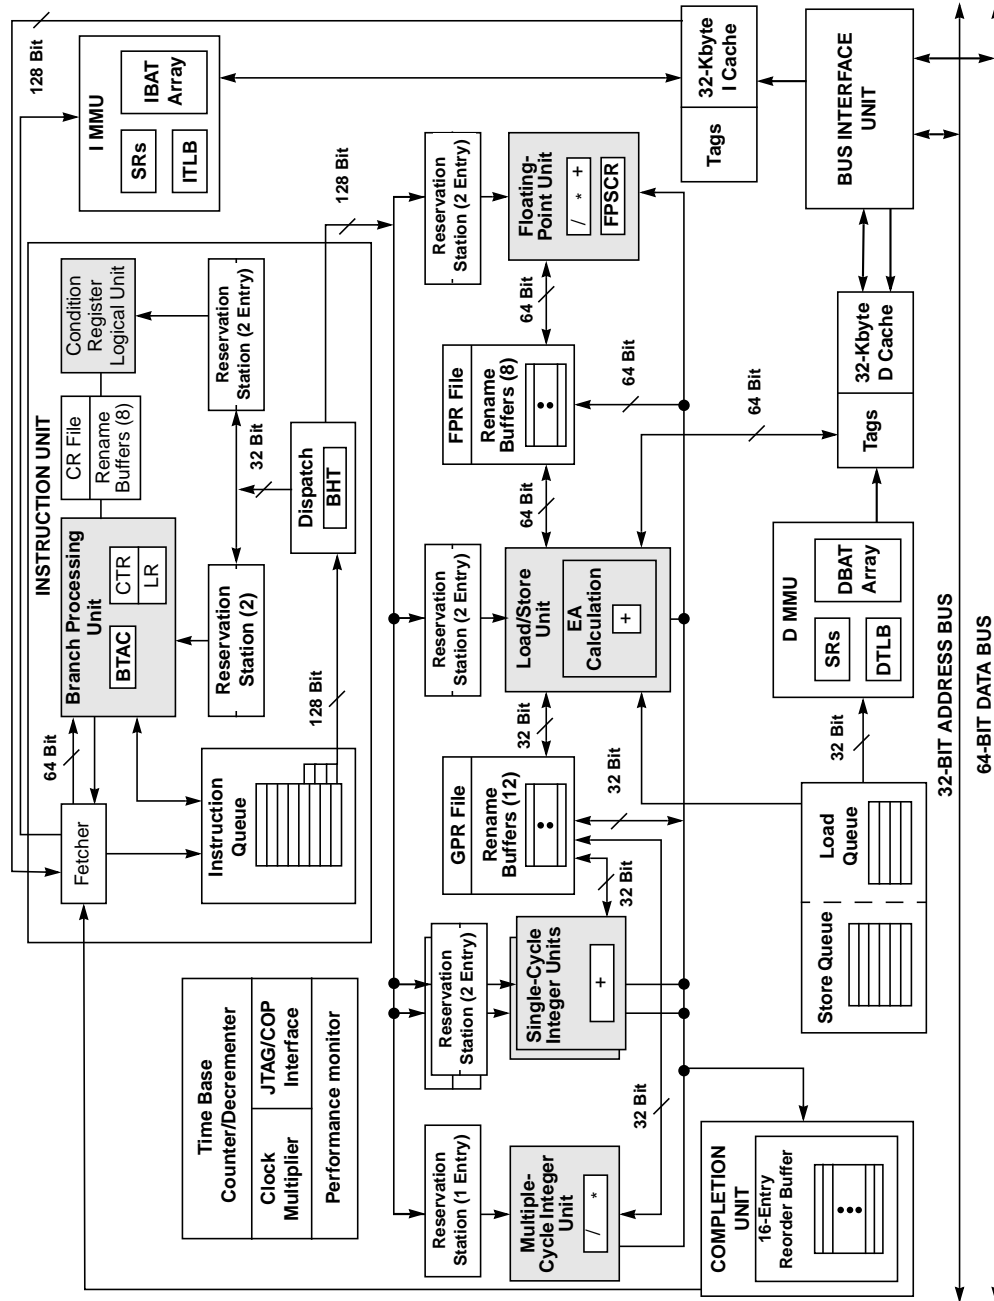 128 Bit
I MMU
SRs
IBAT
Array
ITLB
INSTRUCTION UNIT
Fetcher
64 Bit
Branch Processing
Unit
BTAC
CTR
LR
CR File
Rename
Buffers (8)
Condition
Register
Logical Unit
Instruction
Queue
Reservation
Station (2)
32 Bit
Reservation
Station (2 Entry)
128 Bit
Dispatch
BHT
128 Bit
Time Base
Counter/Decrementer
Clock
Multiplier
JTAG/COP
Interface
Performance monitor
Reservation
Station (1 Entry)
Reservation
Station (2 Entry)
Reservation
Station (2 Entry)
Reservation
Station (2 Entry)
Multiple-
Cycle Integer
Unit
/ *
Single-Cycle
Integer Units
+
32 Bit
GPR File
Rename
Buffers (12)
32 Bit
32 Bit
Load/Store
Unit
EA
Calculation
+
64 Bit
FPR File
Rename
Buffers (8)
64 Bit
64 Bit
Floating-
Point Unit
/ * +
FPSCR
32 Bit
32 Bit
64 Bit
Tags
32-Kbyte
I Cache
COMPLETION
UNIT
16-Entry
Reorder Buffer
Store Queue
Load
Queue
32 Bit
D MMU
SRs
DBAT
Array
DTLB
Tags
32-Kbyte
D Cache
BUS INTERFACE
UNIT
32-BIT ADDRESS BUS
64-BIT DATA BUS